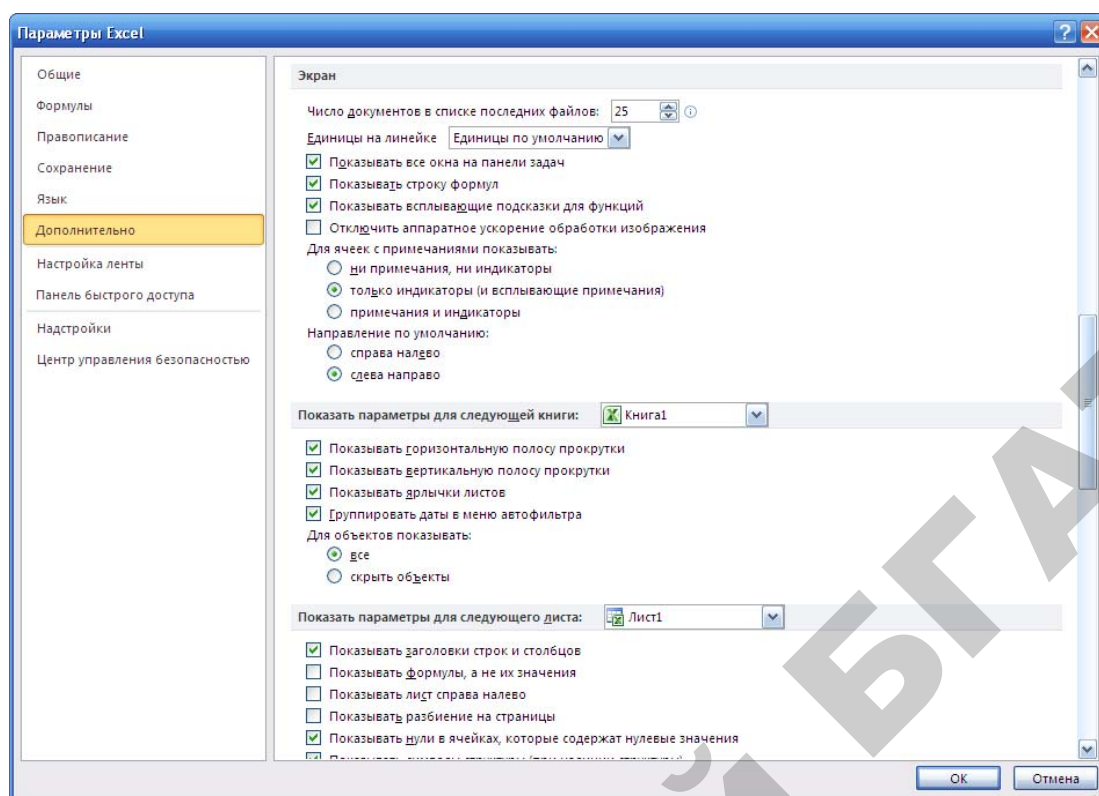 Параметры Excel
Общие
Формулы
Правописание
Сохранение
Язык
Дополнительно
Настройка ленты
Панель быстрого доступа
Надстройки
Центр управления безопасностью
Экран
Число документов в списке последних файлов: 25
Единицы на линейке Единицы по умолчанию
Показывать все окна на панели задач
Показывать строку формул
Показывать всплывающие подсказки для функций
Отключить аппаратное ускорение обработки изображения
Для ячеек с примечаниями показывать:
ни примечания, ни индикаторы
только индикаторы (и всплывающие примечания)
примечания и индикаторы
Направление по умолчанию:
справа налево
слева направо
Показать параметры для следующей книги: Книга1
Показывать горизонтальную полосу прокрутки
Показывать вертикальную полосу прокрутки
Показывать ярлычки листов
Группировать даты в меню автофильтра
Для объектов показывать:
все
скрыть объекты
Показать параметры для следующего листа: Лист1
Показывать заголовки строк и столбцов
Показывать формулы, а не их значения
Показывать лист справа налево
Показывать разбиение на страницы
Показывать нули в ячейках, которые содержат нулевые значения
OK Отмена